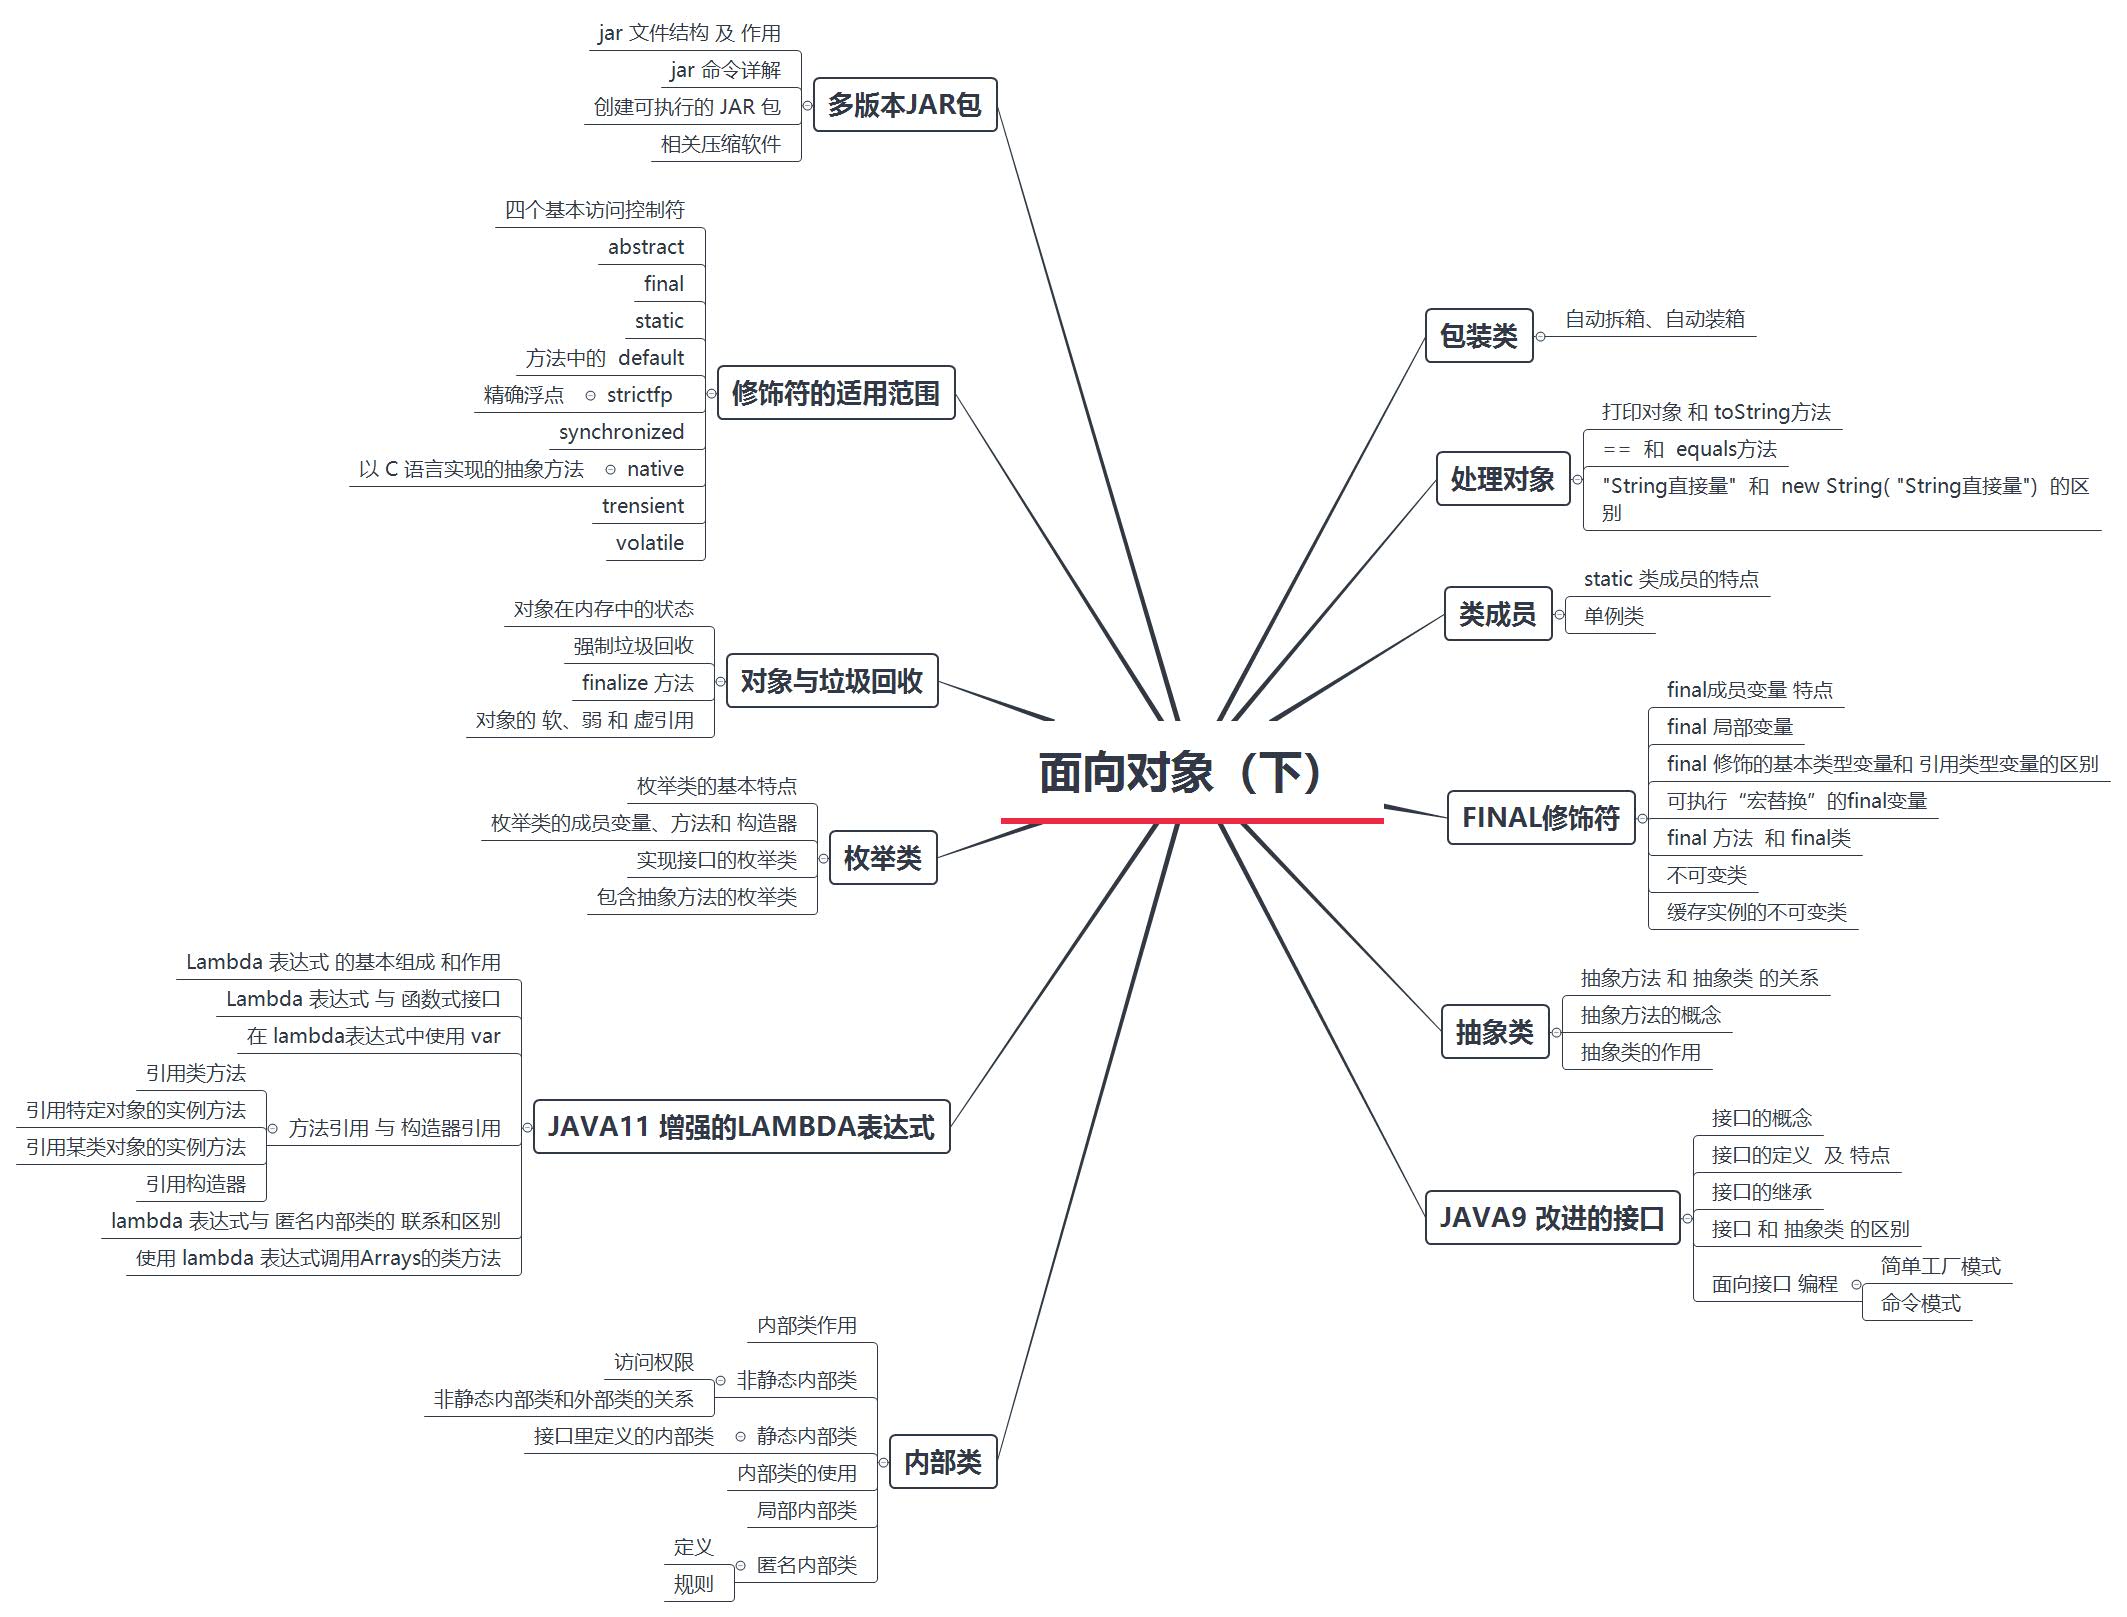 面向对象（下）
包装类
自动拆箱、自动装箱
处理对象
打印对象 和 toString方法
== 和 equals方法
"String直接量" 和 new String( "String直接量") 的区
别
类成员
static 类成员的特点
单例类
FINAL修饰符
final成员变量 特点
final 局部变量
final 修饰的基本类型变量和 引用类型变量的区别
可执行“宏替换”的final变量
final 方法 和 final类
不可变类
缓存实例的不可变类
抽象类
抽象方法 和 抽象类 的关系
抽象方法的概念
抽象类的作用
JAVA9 改进的接口
接口的概念
接口的定义 及 特点
接口的继承
接口 和 抽象类 的区别
面向接口 编程
简单工厂模式
命令模式
多版本JAR包
jar 文件结构 及 作用
jar 命令详解
创建可执行的 JAR 包
相关压缩软件
修饰符的适用范围
四个基本访问控制符
abstract
final
static
方法中的 default
strictfp
精确浮点
synchronized
native
以 C 语言实现的抽象方法
trensient
volatile
对象与垃圾回收
对象在内存中的状态
强制垃圾回收
finalize 方法
对象的 软、弱 和 虚引用
枚举类
枚举类的基本特点
枚举类的成员变量、方法和 构造器
实现接口的枚举类
包含抽象方法的枚举类
JAVA11 增强的LAMBDA表达式
Lambda 表达式 的基本组成 和作用
Lambda 表达式 与 函数式接口
在 lambda表达式中使用 var
方法引用 与 构造器引用
引用类方法
引用特定对象的实例方法
引用某类对象的实例方法
引用构造器
lambda 表达式与 匿名内部类的 联系和区别
使用 lambda 表达式调用Arrays的类方法
内部类
内部类作用
非静态内部类
访问权限
非静态内部类和外部类的关系
静态内部类
接口里定义的内部类
内部类的使用
局部内部类
匿名内部类
定义
规则